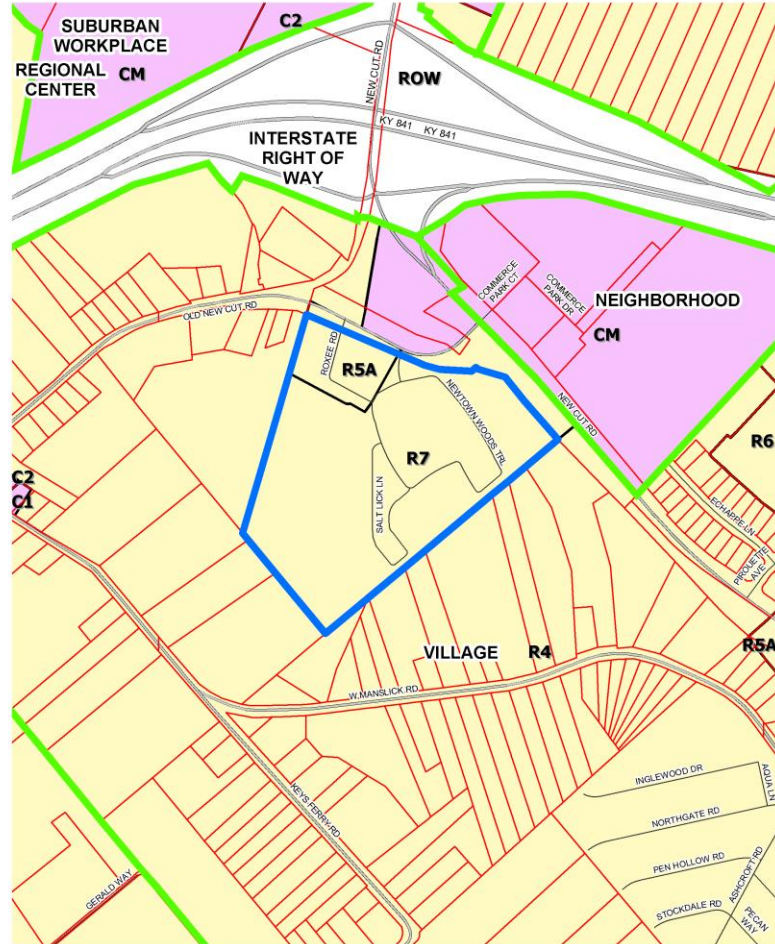 SUBURBAN
WORKPLACE
C2
REGIONAL
CENTER
CM
ROW
NEW CUT RD
KY 841
KY 841
INTERSTATE
RIGHT OF
WAY
COMMERCE
PARK CT
COMMERCE
PARK DR
NEIGHBORHOOD
CM
OLD NEW CUT RD
ROXEE RD
R5A
NEWTOWN WOODS TRL
NEW CUT RD
R7
R6
SALT LICK LN
C2
C1
ECHAPPE LN
PIROUETTE
AVE
VILLAGE
R4
R5A
W MANSLICK RD
KEYS FERRY RD
INGLEWOOD DR
AQUA LN
NORTHGATE RD
PEN HOLLOW RD
ASHCROFT RD
GERALD WAY
STOCKDALE RD
PECAN
WAY